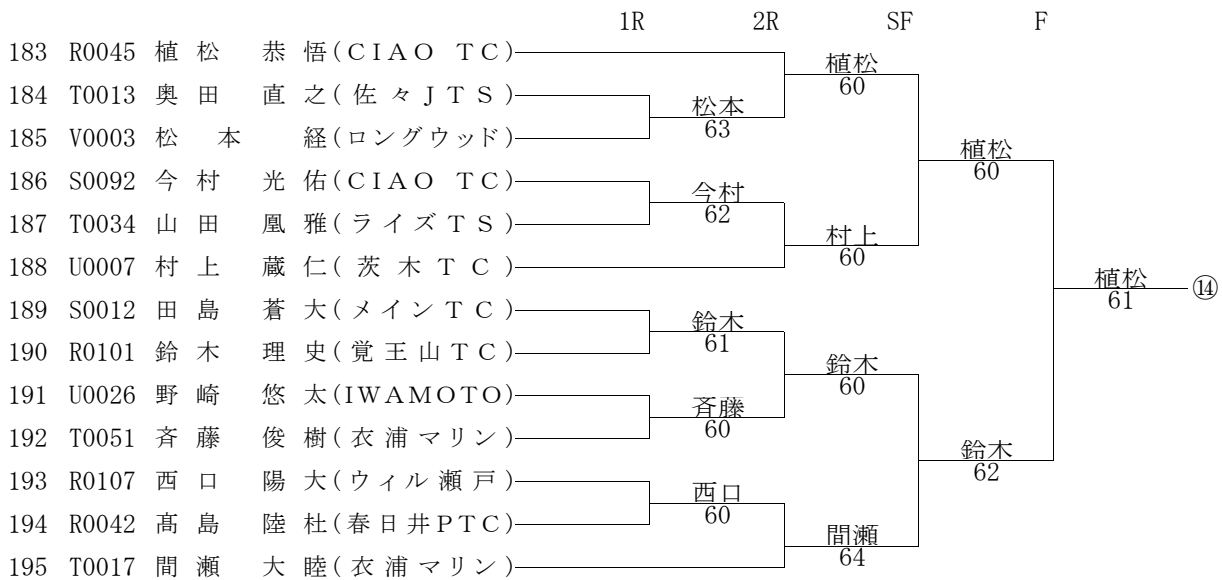 1R 2R SF F
183 R0045 植松 恭悟(CIAO TC)
植松
60
184 T0013 奥田 直之(佐々JTS)
松本
63
185 V0003 松本 経(ロングウッド)
植松
60
186 S0092 今村 光佑(CIAO TC)
今村
62
187 T0034 山田 凰雅(ライズTS)
村上
60
188 U0007 村上 蔵仁(茨木TC)
植松 ⑭
61
189 S0012 田島 蒼大(メインTC)
鈴木
61
190 R0101 鈴木 理史(覚王山TC)
鈴木
60
191 U0026 野崎 悠太(IWAMOTO)
斉藤
60
192 T0051 斉藤 俊樹(衣浦マリン)
鈴木
62
193 R0107 西口 陽大(ウィル瀬戸)
西口
60
194 R0042 髙島 陸杜(春日井PTC)
間瀬
64
195 T0017 間瀬 大睦(衣浦マリン)